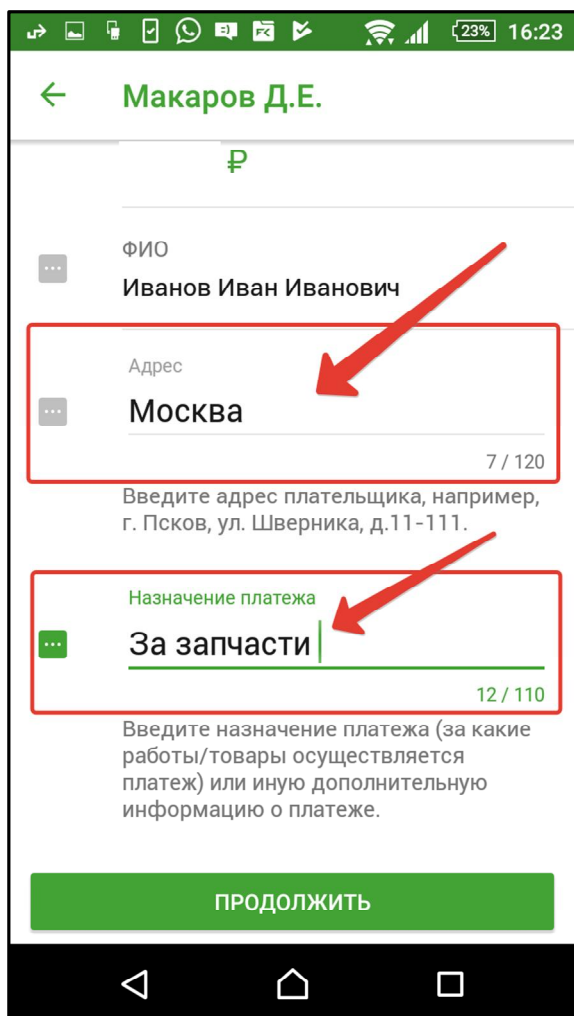 23% 16:23
Макаров Д.Е.
₽
ФИО
Иванов Иван Иванович
Адрес
Москва
7 / 120
Введите адрес плательщика, например,
г. Псков, ул. Шверника, д.11-111.
Назначение платежа
За запчасти
12 / 110
Введите назначение платежа (за какие
работы/товары осуществляется
платеж) или иную дополнительную
информацию о платеже.
ПРОДОЛЖИТЬ